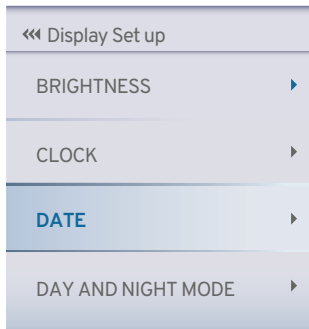 Display Set up
BRIGHTNESS
CLOCK
DATE
DAY AND NIGHT MODE